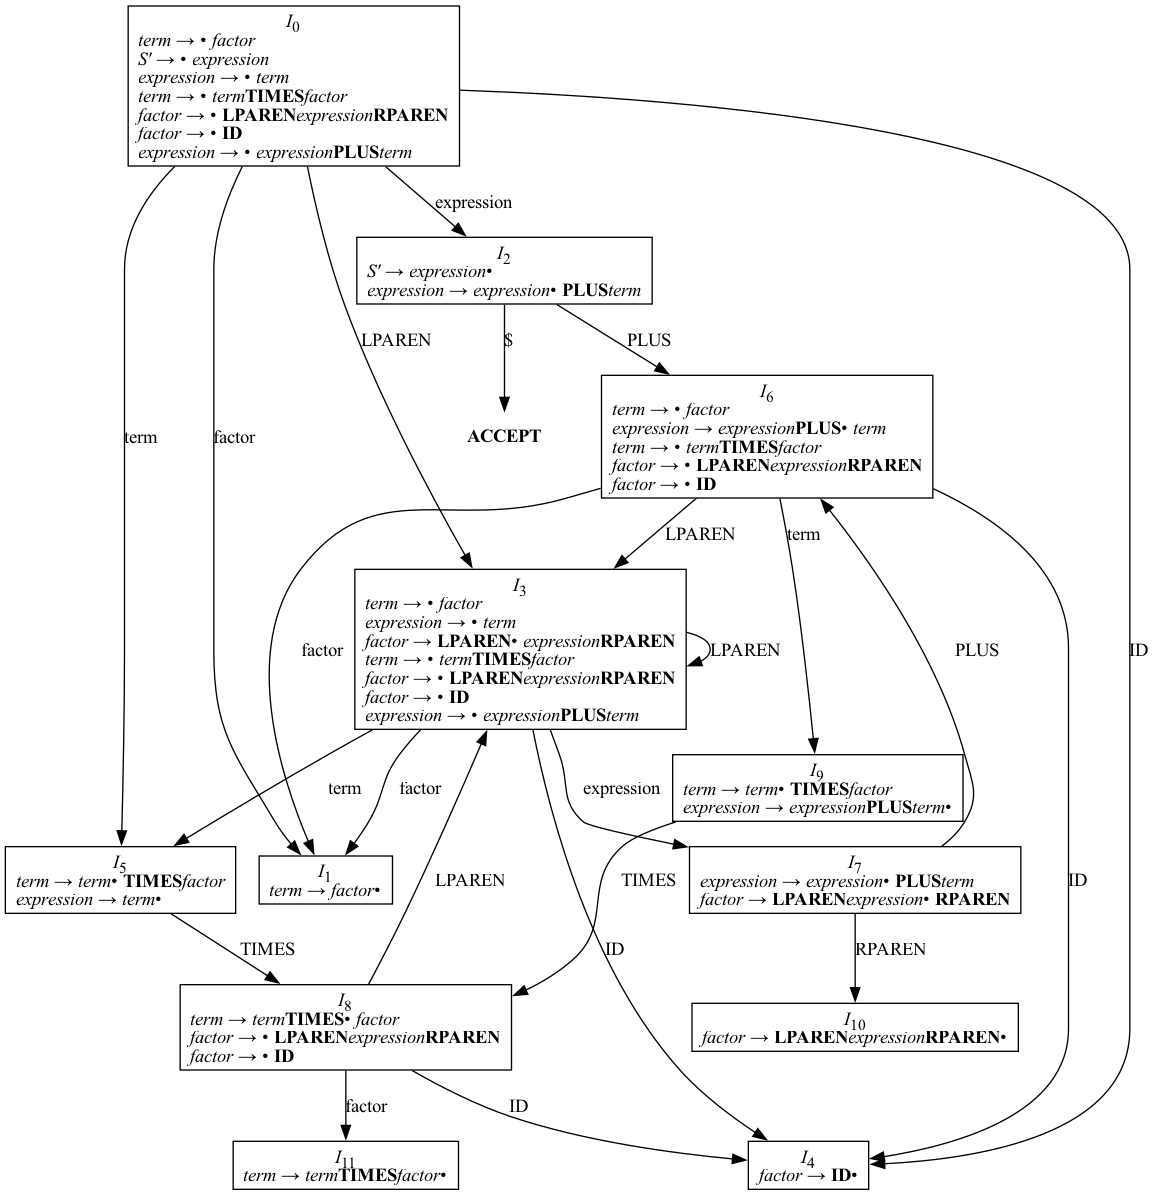 I0
term → • factor
S′ → • expression
expression → • term
term → • termTIMESfactor
factor → • LPARENexpressionRPAREN
factor → • ID
expression → • expressionPLUSterm
expression
I2
S′ → expression•
expression → expression• PLUSterm
LPAREN
$
PLUS
I6
term → • factor
expression → expressionPLUS• term
term → • termTIMESfactor
factor → • LPARENexpressionRPAREN
factor → • ID
term
factor
ACCEPT
LPAREN
term
I3
term → • factor
expression → • term
factor → LPAREN• expressionRPAREN
term → • termTIMESfactor
factor → • LPARENexpressionRPAREN
factor → • ID
expression → • expressionPLUSterm
factor
LPAREN
PLUS
ID
I9
term → term• TIMESfactor
expression → expressionPLUSterm•
term
factor
expression
I5
term → term• TIMESfactor
expression → term•
I1
term → factor•
LPAREN
TIMES
I7
expression → expression• PLUSterm
factor → LPARENexpression• RPAREN
ID
TIMES
ID
RPAREN
I8
term → termTIMES• factor
factor → • LPARENexpressionRPAREN
factor → • ID
I10
factor → LPARENexpressionRPAREN•
factor
ID
I11
term → termTIMESfactor•
I4
factor → ID•